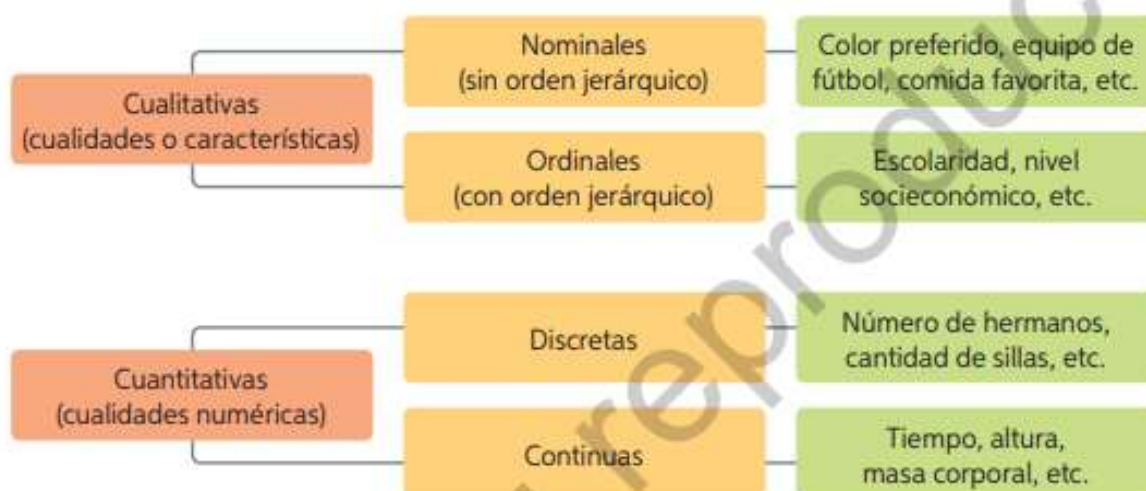 Nominales
(sin orden jerárquico)
Color preferido, equipo de
fútbol, comida favorita, etc.
Cualitativas
(cualidades o características)
Ordinales
(con orden jerárquico)
Escolaridad, nivel
socieconómico, etc.
Discretas
Número de hermanos,
cantidad de sillas, etc.
Cuantitativas
(cualidades numéricas)
Continuas
Tiempo, altura,
masa corporal, etc.
reproduc